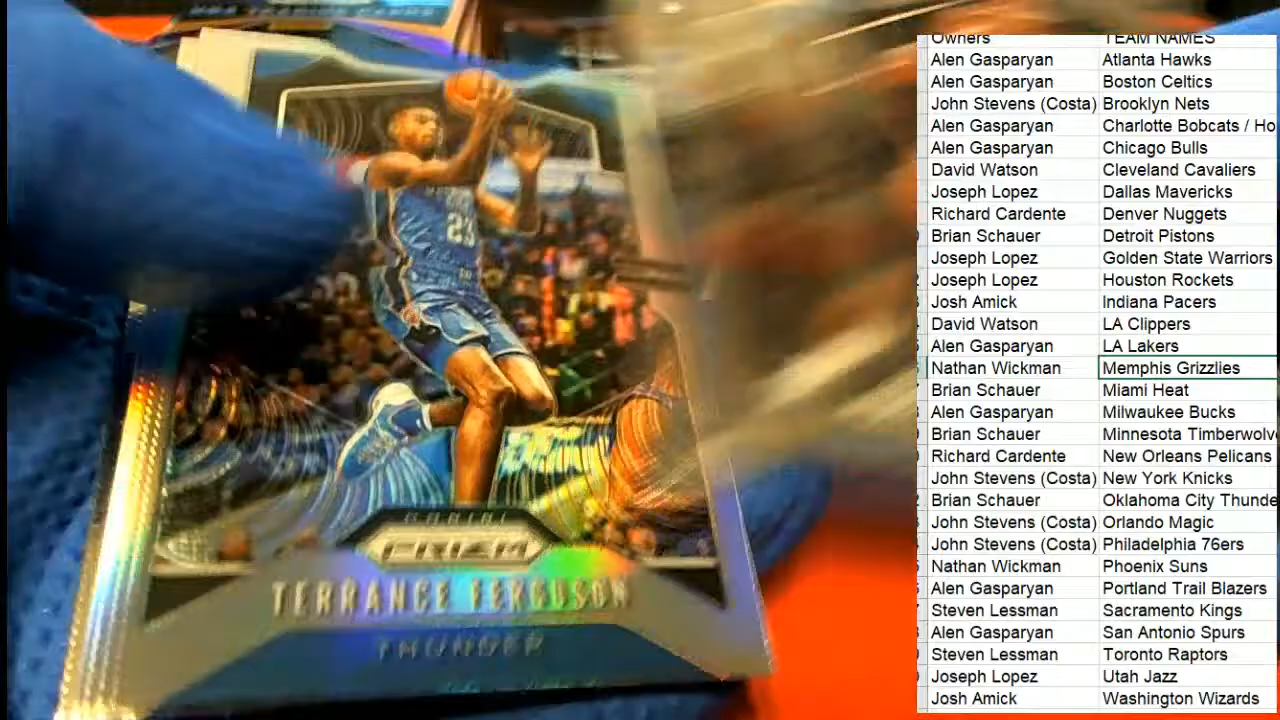 23
PANINI
PRIZM
TERRANCE FERGUSON
THUNDER
Owners TEAM NAMES
Alen Gasparyan Atlanta Hawks
Alen Gasparyan Boston Celtics
John Stevens (Costa) Brooklyn Nets
Alen Gasparyan Charlotte Bobcats / Ho
Alen Gasparyan Chicago Bulls
David Watson Cleveland Cavaliers
Joseph Lopez Dallas Mavericks
Richard Cardente Denver Nuggets
Brian Schauer Detroit Pistons
Joseph Lopez Golden State Warriors
Joseph Lopez Houston Rockets
Josh Amick Indiana Pacers
David Watson LA Clippers
Alen Gasparyan LA Lakers
Nathan Wickman Memphis Grizzlies
Brian Schauer Miami Heat
Alen Gasparyan Milwaukee Bucks
Brian Schauer Minnesota Timberwolv
Richard Cardente New Orleans Pelicans
John Stevens (Costa) New York Knicks
Brian Schauer Oklahoma City Thunde
John Stevens (Costa) Orlando Magic
John Stevens (Costa) Philadelphia 76ers
Nathan Wickman Phoenix Suns
Alen Gasparyan Portland Trail Blazers
Steven Lessman Sacramento Kings
Alen Gasparyan San Antonio Spurs
Steven Lessman Toronto Raptors
Joseph Lopez Utah Jazz
Josh Amick Washington Wizards